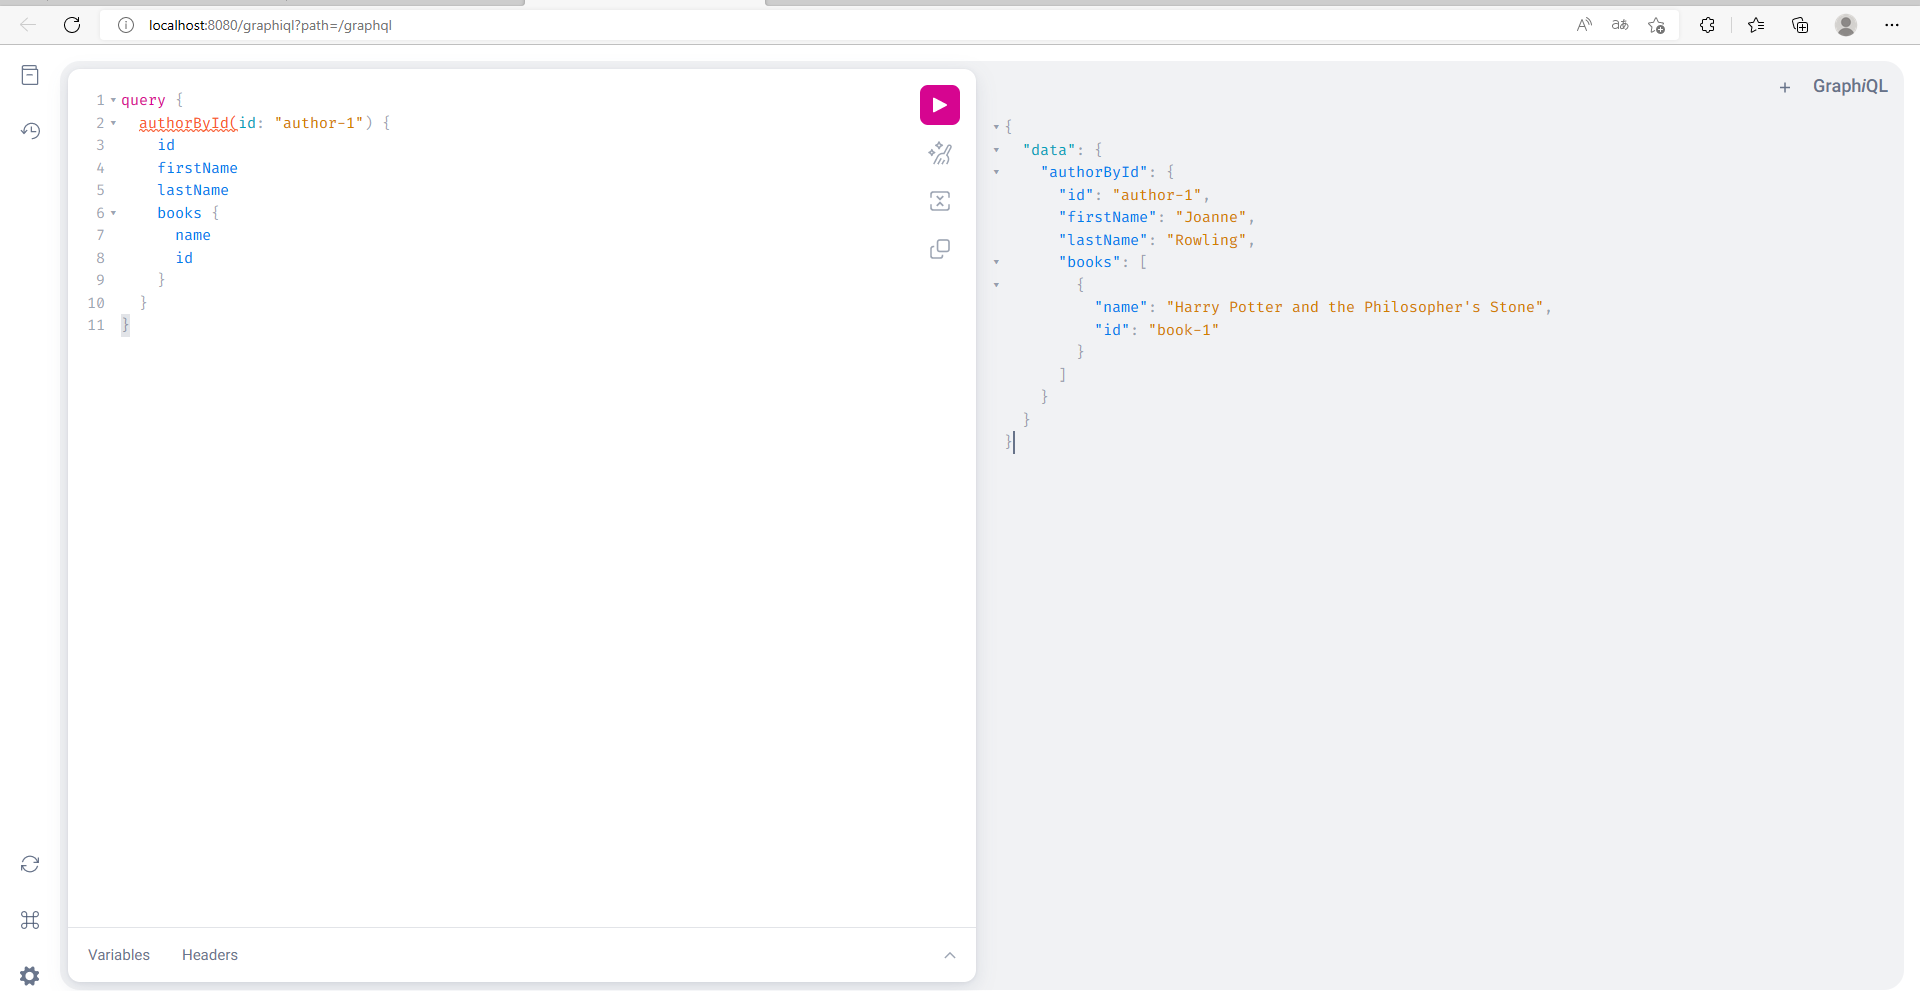 localhost:8080/graphiql?path=/graphql
GraphiQL
1 query {
2 authorById(id: "author-1") {
3 id
4 firstName
5 lastName
6 books {
7 name
8 id
9 }
10 }
11 }
{
"data": {
"authorById": {
"id": "author-1",
"firstName": "Joanne",
"lastName": "Rowling",
"books": [
{
"name": "Harry Potter and the Philosopher's Stone",
"id": "book-1"
}
]
}
}
}
Variables Headers